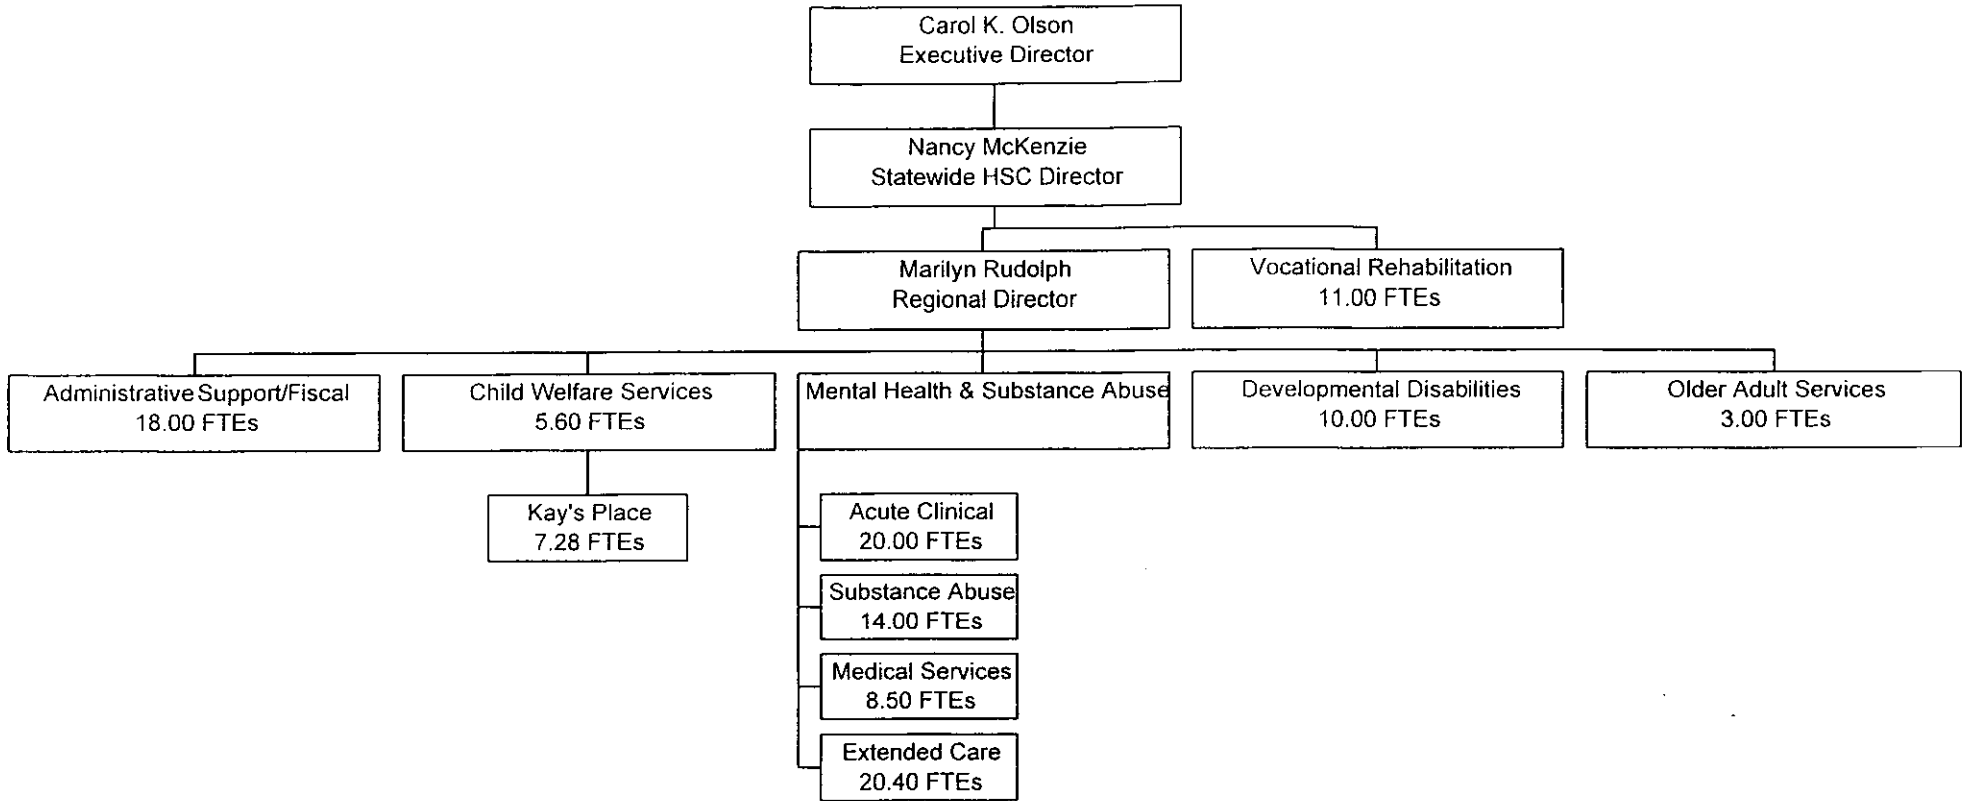 Carol K. Olson
Executive Director
Nancy McKenzie
Statewide HSC Director
Marilyn Rudolph
Regional Director
Vocational Rehabilitation
11.00 FTEs
Administrative Support/Fiscal
18.00 FTEs
Child Welfare Services
5.60 FTEs
Mental Health & Substance Abuse
Developmental Disabilities
10.00 FTEs
Older Adult Services
3.00 FTEs
Kay's Place
7.28 FTEs
Acute Clinical
20.00 FTEs
Substance Abuse
14.00 FTEs
Medical Services
8.50 FTEs
Extended Care
20.40 FTEs